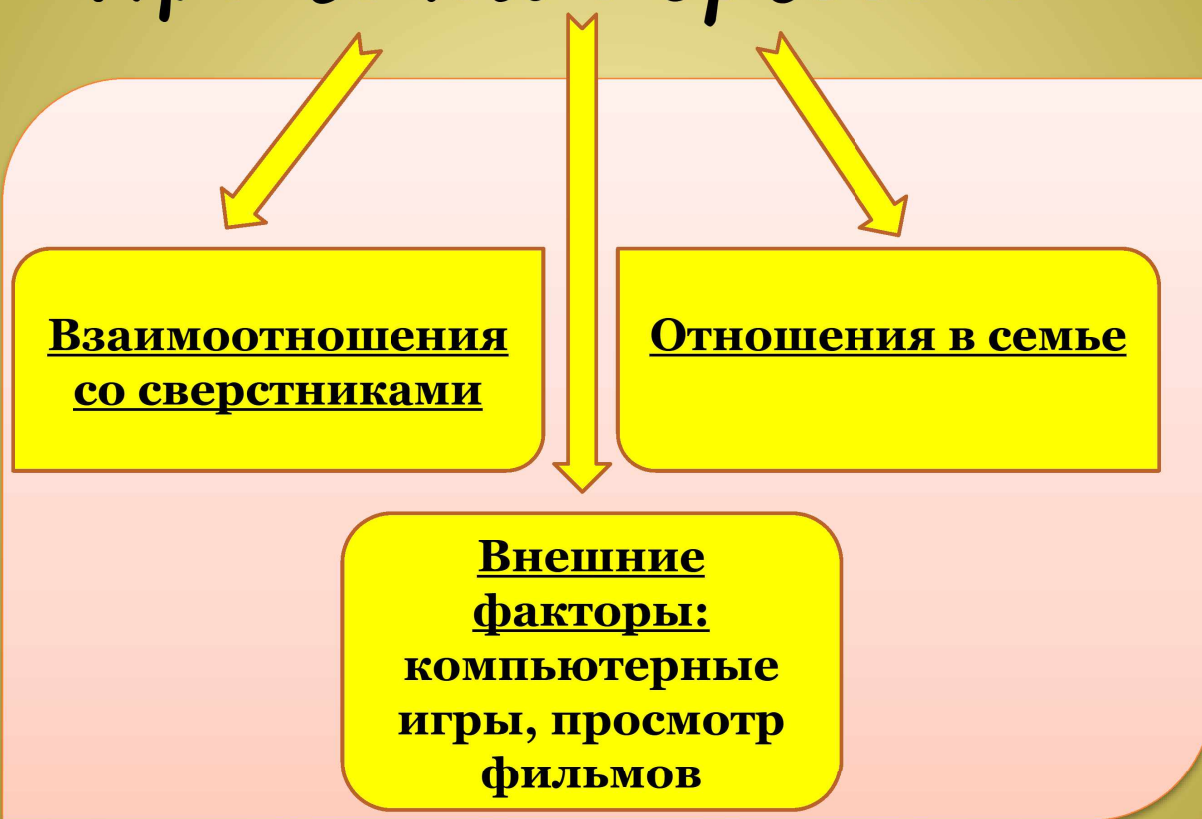 Взаимоотношения
со сверстниками
Отношения в семье
Внешние
факторы:
компьютерные
игры, просмотр
фильмов